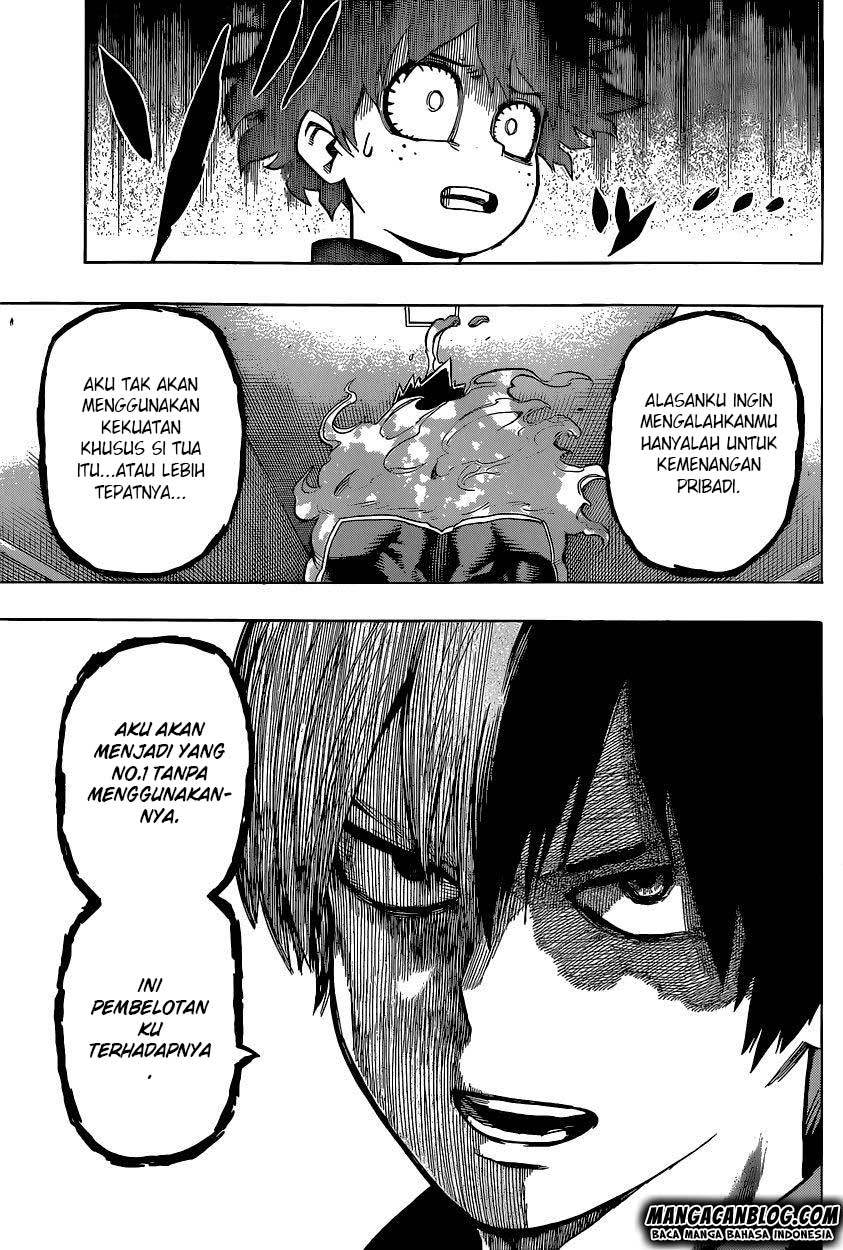 ALASANKU INGIN
MENGALAHKANMU
HANYALAH UNTUK
KEMENANGAN
PRIBADI.
AKU TAK AKAN
MENGGUNAKAN
KEKUATAN
KHUSUS SI TUA
ITU...ATAU LEBIH
TEPATNYA...
AKU AKAN
MENJADI YANG
NO.1 TANPA
MENGGUNAKAN-
NYA.
INI
PEMBELOTAN
KU
TERHADAPNYA
.
MANGACANBLOG.COM
BACA MANGA BAHASA INDONESIA